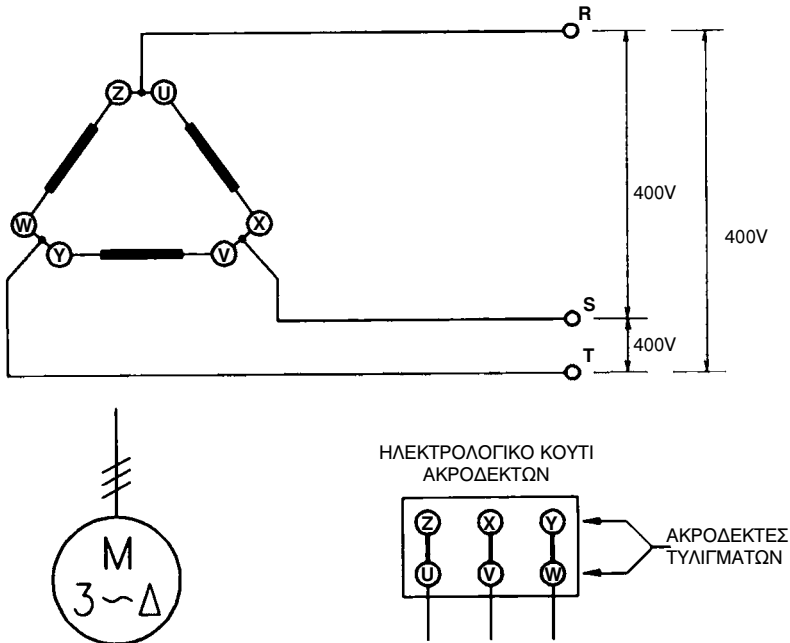 R
Z U
400V
400V
W X
Y V
S
400V
T
ΗΛΕΚΤΡΟΛΟΓΙΚΟ ΚΟΥΤΙ
ΑΚΡΟΔΕΚΤΩΝ
Z X Y
U V W
ΑΚΡΟΔΕΚΤΕΣ
ΤΥΛΙΓΜΑΤΩΝ
M
3~Δ